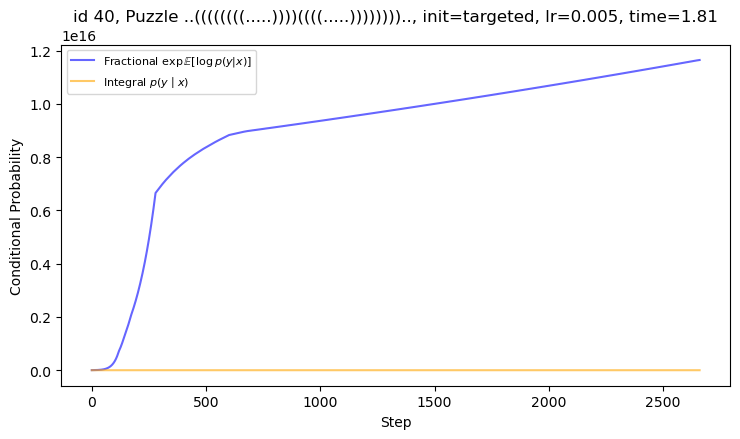 id 40, Puzzle ..((((((((.....))))((((.....)))))))).., init=targeted, lr=0.005, time=1.81
1e16
Fractional exp𝔼[log p(y|x)]
Integral p(y | x)
1.2
1.0
0.8
0.6
0.4
0.2
0.0
Conditional Probability
0 500 1000 1500 2000 2500
Step